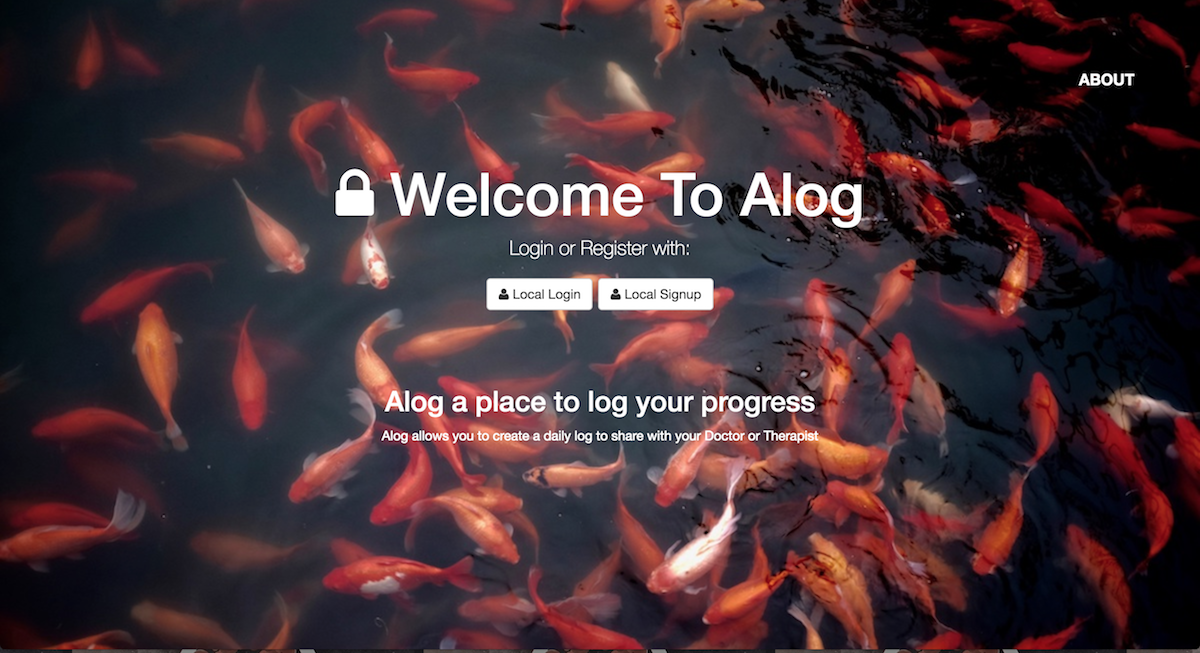 ABOUT
Welcome To Alog
Login or Register with:
Local Login Local Signup
Alog a place to log your progress
Alog allows you to create a daily log to share with your Doctor or Therapist